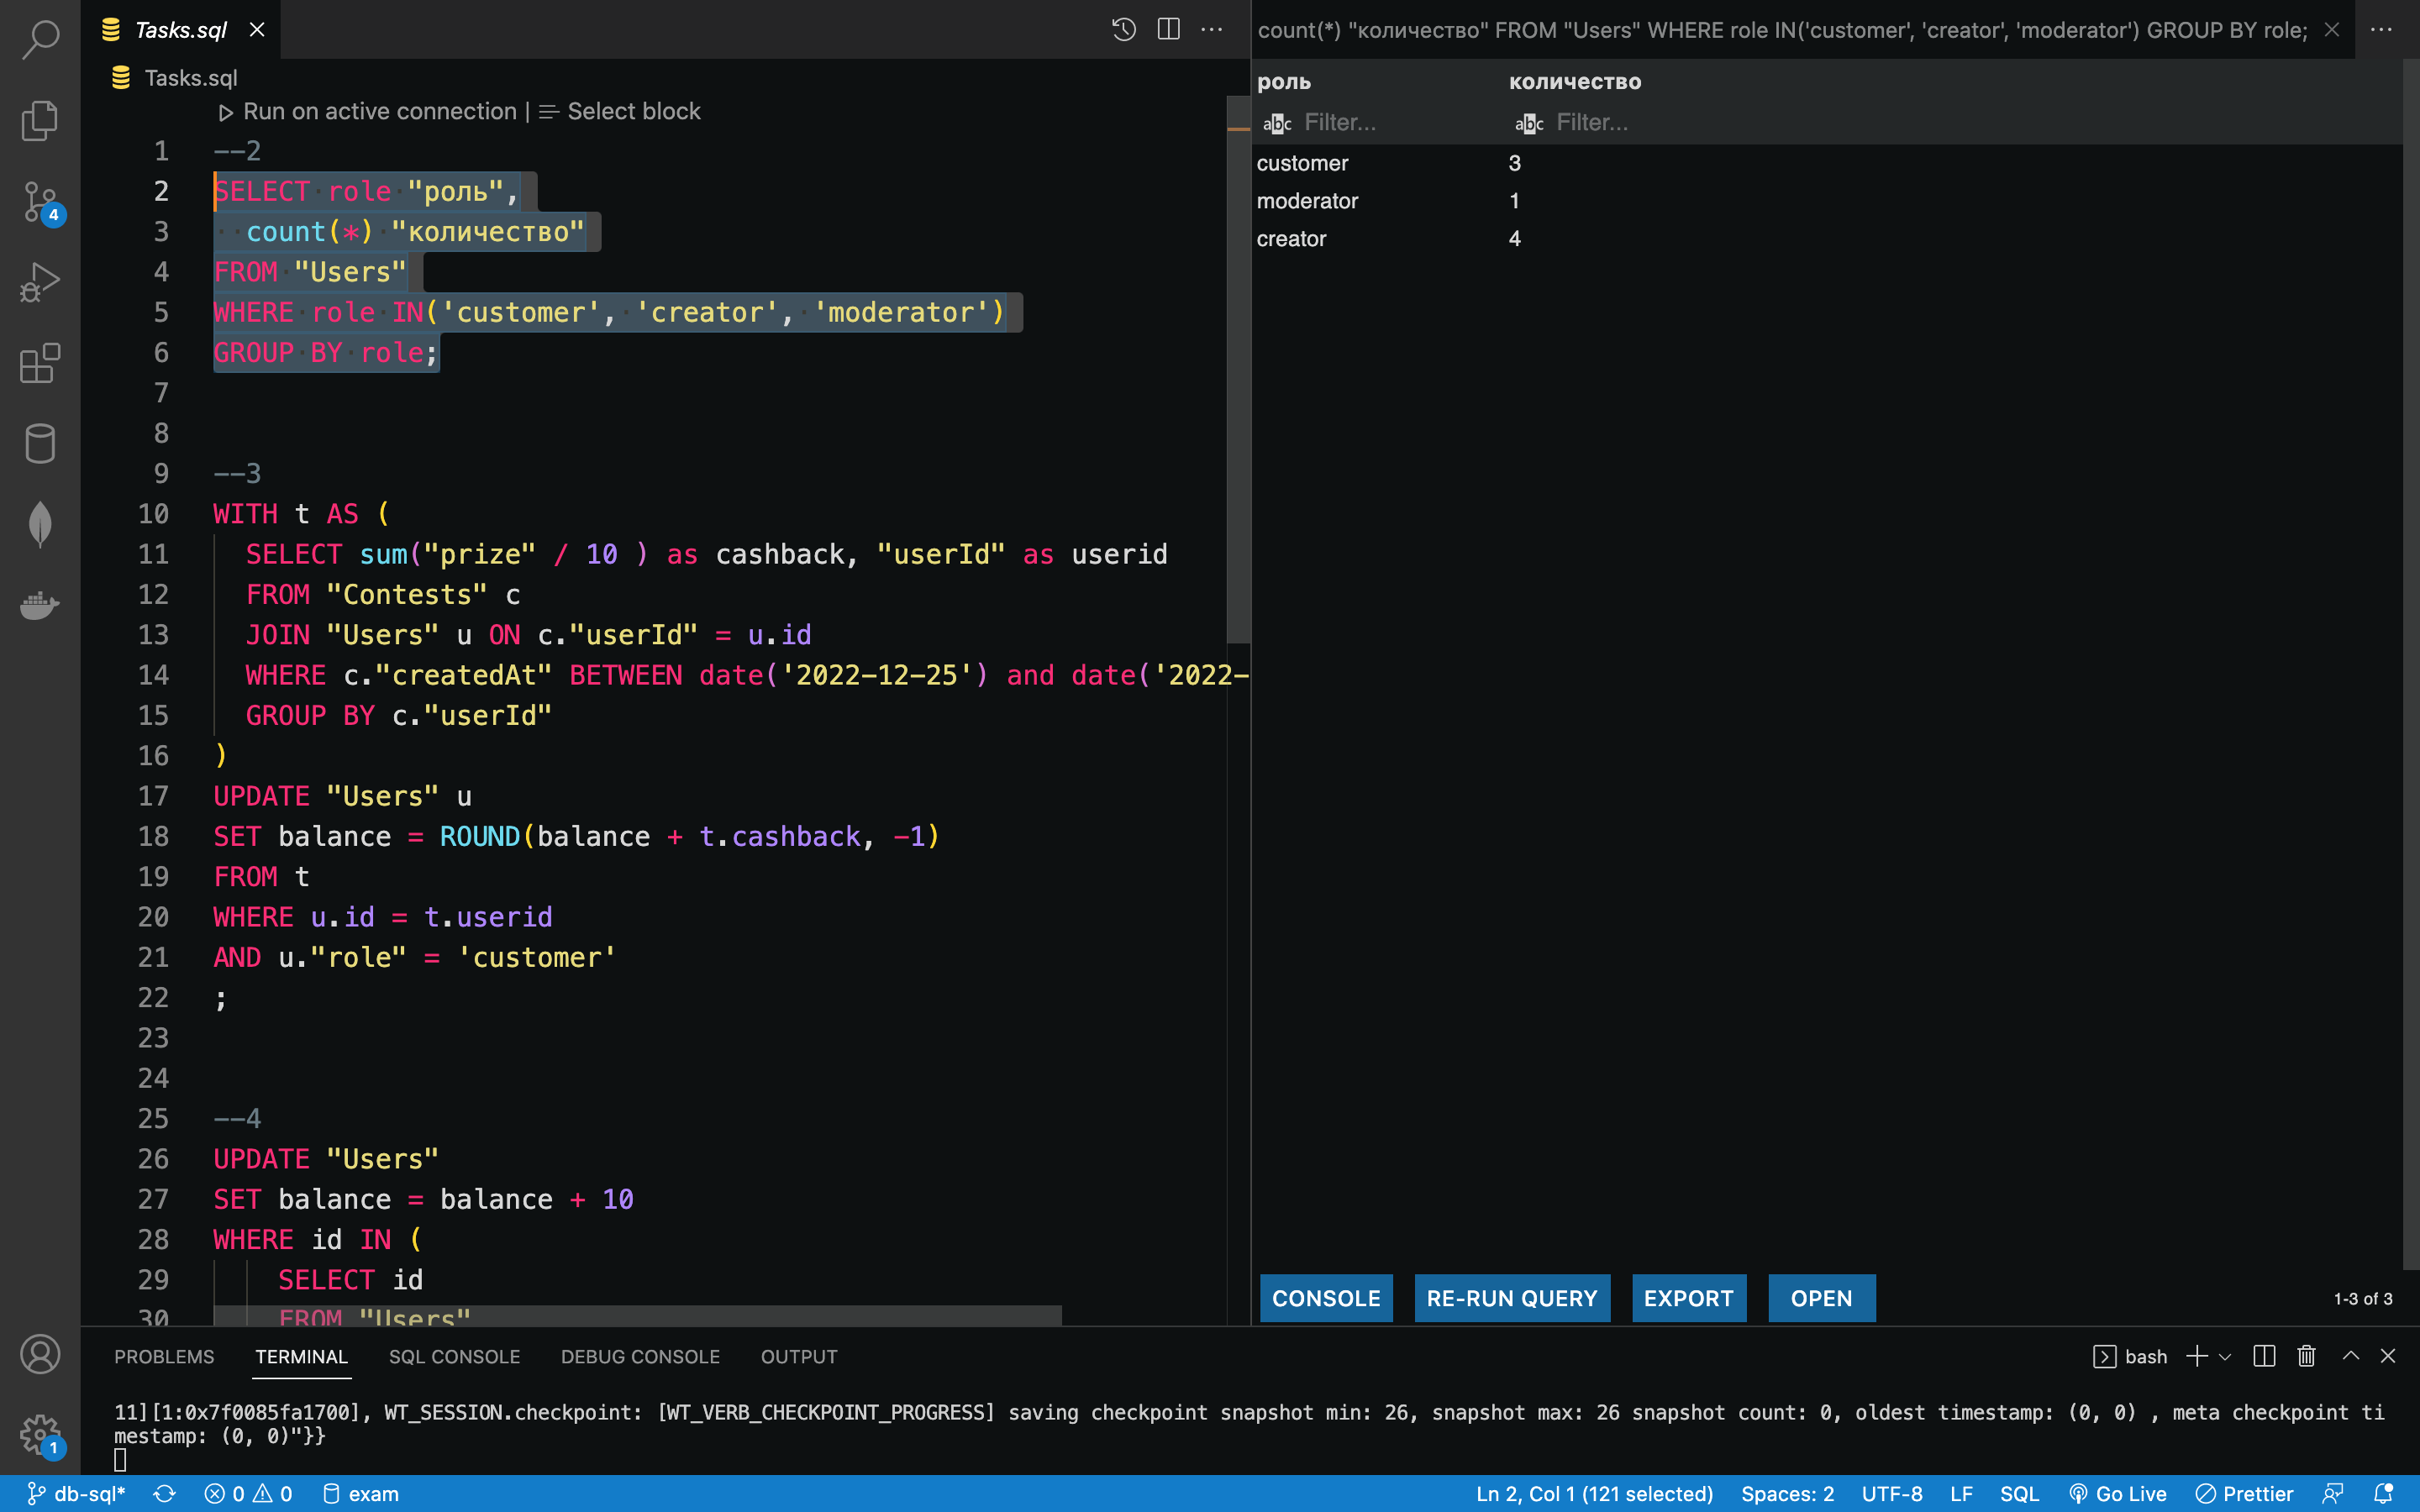 Tasks.sql
count(*) "количество" FROM "Users" WHERE role IN('customer', 'creator', 'moderator') GROUP BY role;
Tasks.sql
Run on active connection | Select block
1 --2
2 SELECT role "роль",
3 count(*) "количество"
4 FROM "Users"
5 WHERE role IN('customer', 'creator', 'moderator')
6 GROUP BY role;
7
8
9 --3
10 WITH t AS (
11 SELECT sum("prize" / 10 ) as cashback, "userId" as userid
12 FROM "Contests" c
13 JOIN "Users" u ON c."userId" = u.id
14 WHERE c."createdAt" BETWEEN date('2022-12-25') and date('2022-
15 GROUP BY c."userId"
16 )
17 UPDATE "Users" u
18 SET balance = ROUND(balance + t.cashback, -1)
19 FROM t
20 WHERE u.id = t.userid
21 AND u."role" = 'customer'
22 ;
23
24
25 --4
26 UPDATE "Users"
27 SET balance = balance + 10
28 WHERE id IN (
29 SELECT id
30 FROM "Users"
роль количество
abc Filter... abc Filter...
customer 3
moderator 1
creator 4
CONSOLE RE-RUN QUERY EXPORT OPEN 1-3 of 3
4
1
PROBLEMS TERMINAL SQL CONSOLE DEBUG CONSOLE OUTPUT bash
11][1:0x7f0085fa1700], WT_SESSION.checkpoint: [WT_VERB_CHECKPOINT_PROGRESS] saving checkpoint snapshot min: 26, snapshot max: 26 snapshot count: 0, oldest timestamp: (0, 0) , meta checkpoint ti
mestamp: (0, 0)"}}
db-sql* 0 0 exam Ln 2, Col 1 (121 selected) Spaces: 2 UTF-8 LF SQL Go Live Prettier